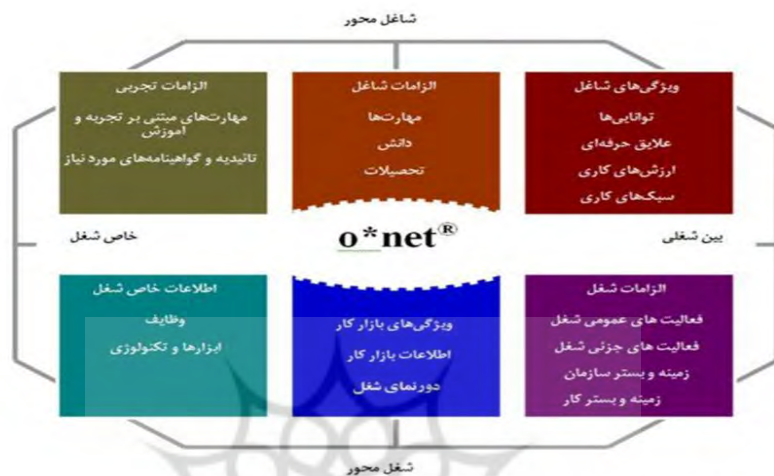 شاغل محور
ویژگی‌های شاغل
توانایی‌ها
علایق حرفه‌ای
ارزش‌های کاری
سبک‌های کاری
الزامات شاغل
مهارت‌ها
دانش
تحصیلات
الزامات تجربی
مهارت‌های مبتنی بر تجربه و
اموزش
تائیدیه و گواهینامه‌های مورد نیاز
بین شغلی
o*net®
خاص شغل
الزامات شغل
فعالیت های عمومی شغل
فعالیت های جزئی شغل
زمینه و بستر سازمان
زمینه و بستر کار
ویژگی‌های بازار کار
اطلاعات بازار کار
دورنمای شغل
اطلاعات خاص شغل
وظایف
ابزارها و تکنولوژی
شغل محور